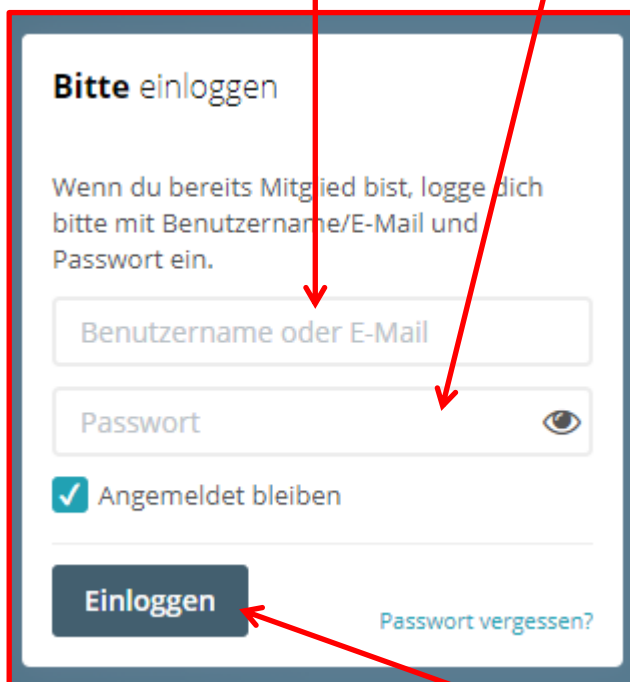 Bitte einloggen
Wenn du bereits Mitglied bist, logge dich
bitte mit Benutzername/E-Mail und
Passwort ein.
Benutzername oder E-Mail
Passwort
Angemeldet bleiben
Einloggen
Passwort vergessen?